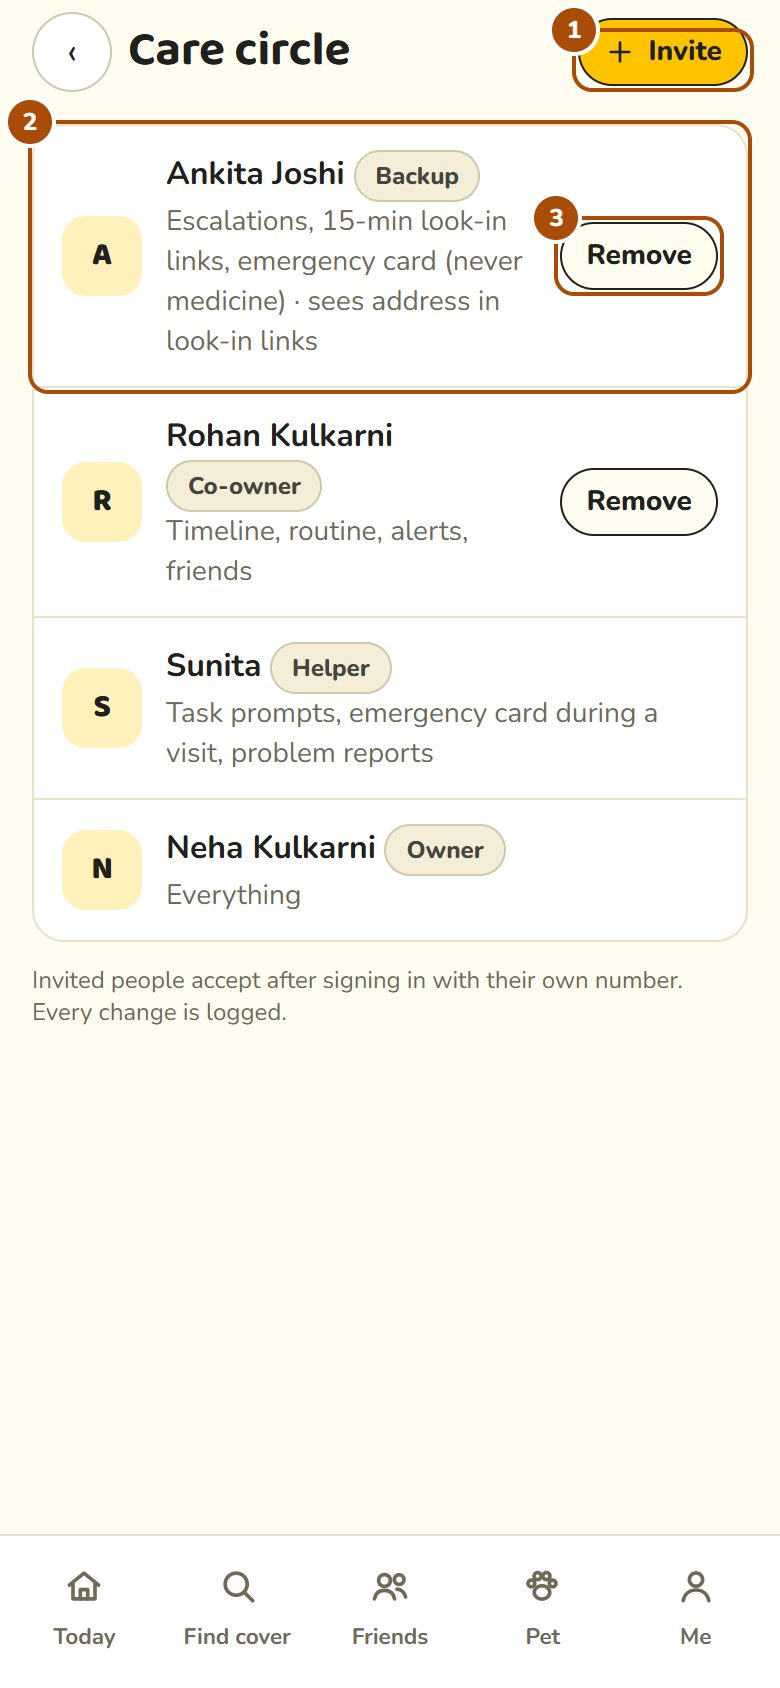 ‹ Care circle
1
+ Invite
2
Ankita Joshi Backup
A
Escalations, 15-min look-in
links, emergency card (never
medicine) · sees address in
look-in links
3
Remove
Rohan Kulkarni
R
Co-owner
Timeline, routine, alerts,
friends
Remove
Sunita Helper
S
Task prompts, emergency card during a
visit, problem reports
Neha Kulkarni Owner
N
Everything
Invited people accept after signing in with their own number.
Every change is logged.
Today Find cover Friends Pet Me